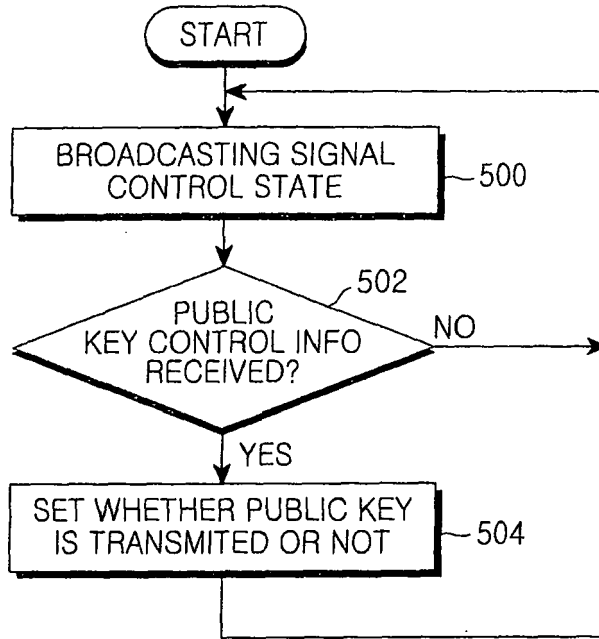 START
BROADCASTING SIGNAL
CONTROL STATE
500
502
PUBLIC
KEY CONTROL INFO
RECEIVED?
NO
YES
SET WHETHER PUBLIC KEY
IS TRANSMITED OR NOT
504